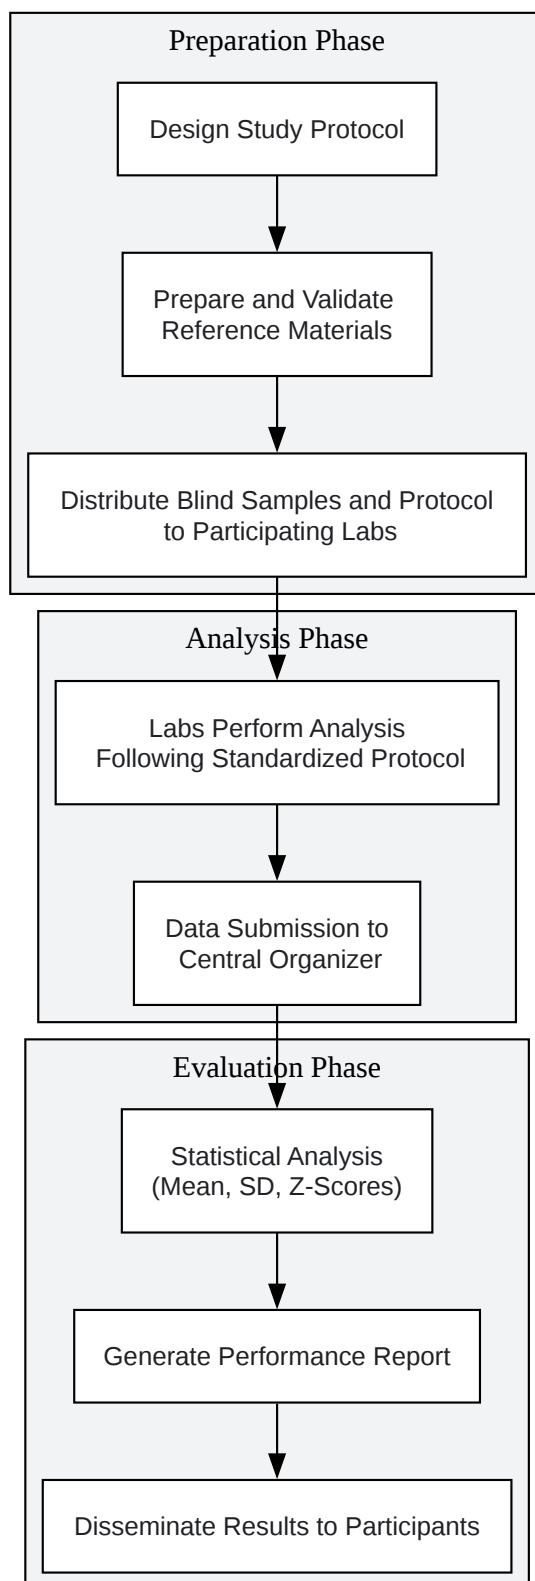 Preparation Phase
Design Study Protocol
Prepare and Validate
Reference Materials
Distribute Blind Samples and Protocol
to Participating Labs
Analysis Phase
Labs Perform Analysis
Following Standardized Protocol
Data Submission to
Central Organizer
Evaluation Phase
Statistical Analysis
(Mean, SD, Z-Scores)
Generate Performance Report
Disseminate Results to Participants